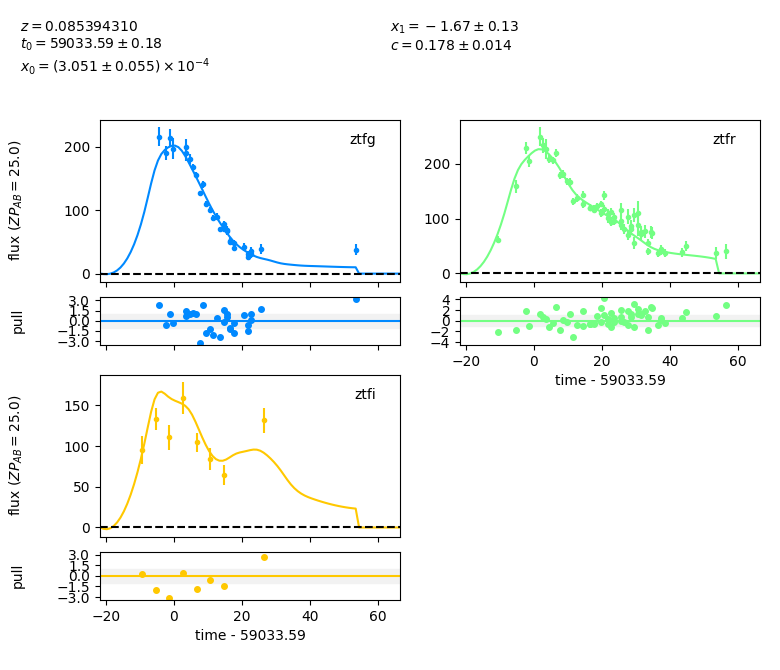 z = 0.085394310
t₀ = 59033.59 ± 0.18
x₀ = (3.051 ± 0.055) × 10⁻⁴
x₁ = −1.67 ± 0.13
c = 0.178 ± 0.014
flux (ZP_AB = 25.0)
200
100
0
ztfg
200
100
0
ztfr
pull
3.0
1.5
0.0
−1.5
−3.0
4
2
0
−2
−4
−20 0 20 40 60
time - 59033.59
flux (ZP_AB = 25.0)
150
100
50
0
ztfi
pull
3.0
1.5
0.0
−1.5
−3.0
−20 0 20 40 60
time - 59033.59